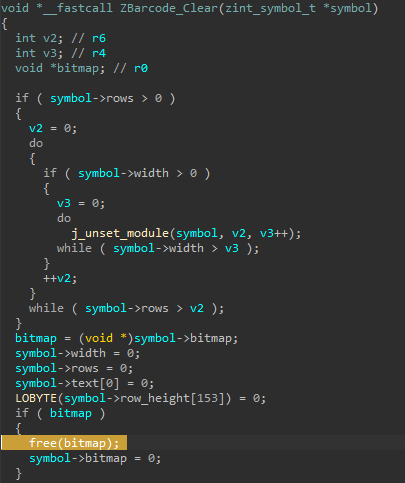 void *__fastcall ZBarcode_Clear(zint_symbol_t *symbol)
{
  int v2; // r6
  int v3; // r4
  void *bitmap; // r0

  if ( symbol->rows > 0 )
  {
    v2 = 0;
    do
    {
      if ( symbol->width > 0 )
      {
        v3 = 0;
        do
          j_unset_module(symbol, v2, v3++);
        while ( symbol->width > v3 );
      }
      ++v2;
    }
    while ( symbol->rows > v2 );
  }
  bitmap = (void *)symbol->bitmap;
  symbol->width = 0;
  symbol->rows = 0;
  symbol->text[0] = 0;
  LOBYTE(symbol->row_height[153]) = 0;
  if ( bitmap )
  {
    free(bitmap);
    symbol->bitmap = 0;
  }